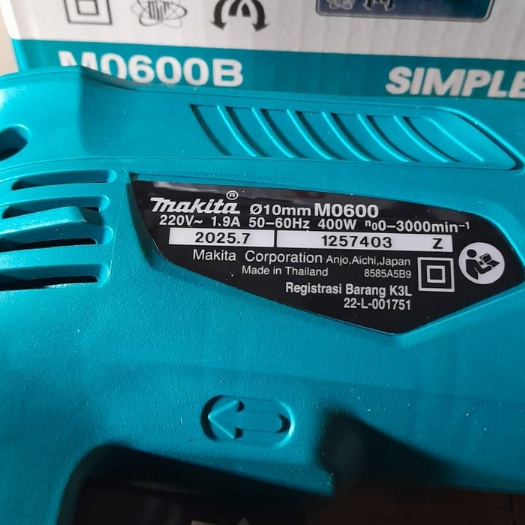 M0600B
SIMPLE
makita® Ø10mm M0600
220V~ 1.9A 50-60Hz 400W n₀0-3000min⁻¹
2025.7 1257403 Z
Makita Corporation Anjo,Aichi,Japan
Made in Thailand 8585A5B9
Registrasi Barang K3L
22-L-001751